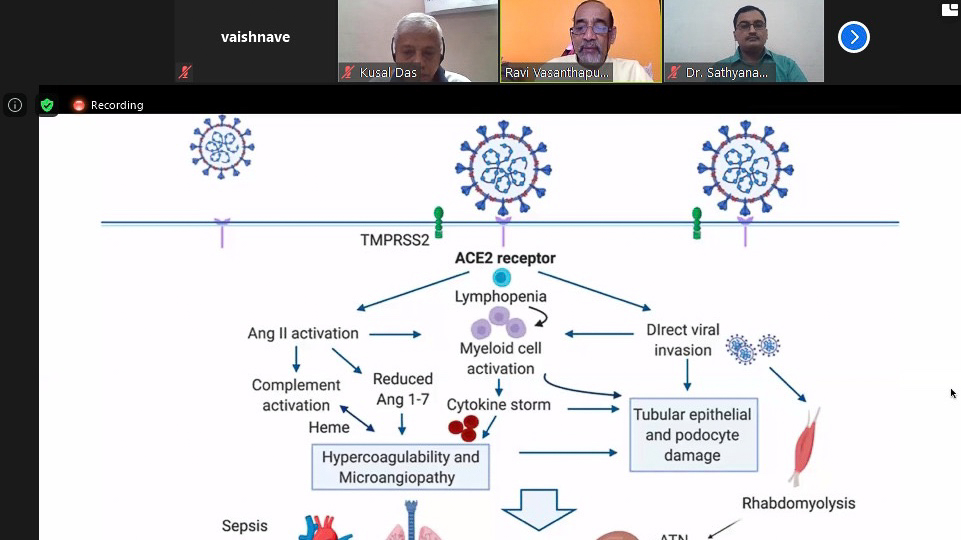 vaishnave
Kusal Das
Ravi Vasanthapu...
Dr. Sathyana...
Recording
TMPRSS2
ACE2 receptor
Lymphopenia
Ang II activation
DIrect viral
invasion
Myeloid cell
activation
Complement
activation
Reduced
Ang 1-7
Cytokine storm
Heme
Tubular epithelial
and podocyte
damage
Hypercoagulability and
Microangiopathy
Rhabdomyolysis
Sepsis
ATN